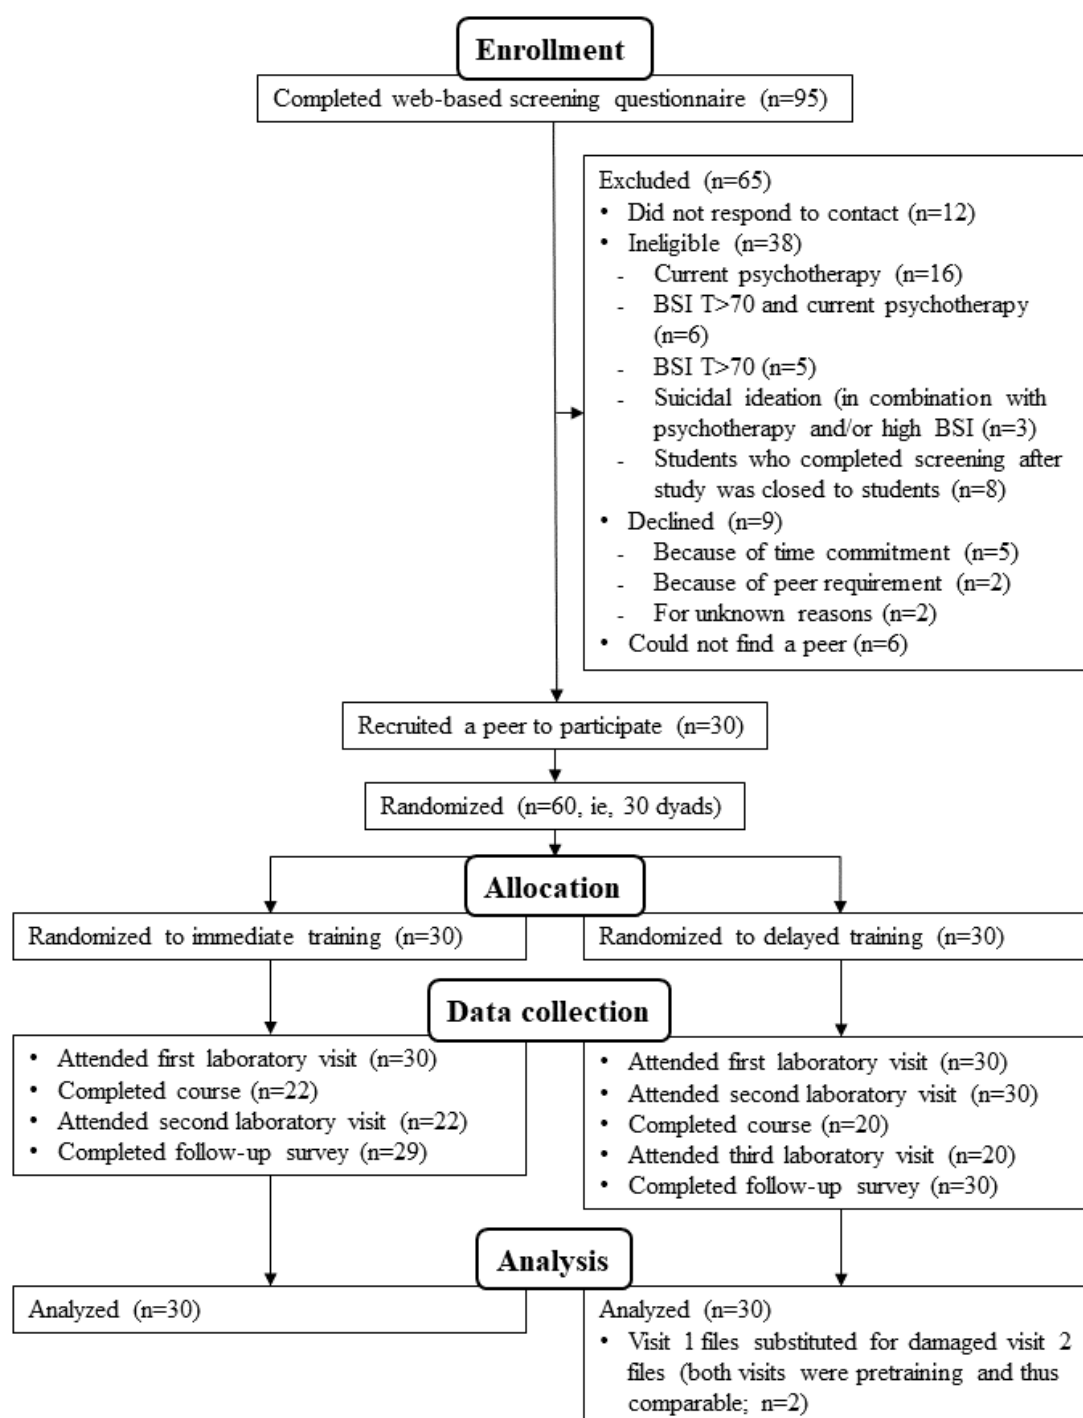 Enrollment
Completed web-based screening questionnaire (n=95)
Excluded (n=65)
• Did not respond to contact (n=12)
• Ineligible (n=38)
- Current psychotherapy (n=16)
- BSI T>70 and current psychotherapy
(n=6)
- BSI T>70 (n=5)
- Suicidal ideation (in combination with
psychotherapy and/or high BSI (n=3)
- Students who completed screening after
study was closed to students (n=8)
• Declined (n=9)
- Because of time commitment (n=5)
- Because of peer requirement (n=2)
- For unknown reasons (n=2)
• Could not find a peer (n=6)
Recruited a peer to participate (n=30)
Randomized (n=60, ie, 30 dyads)
Allocation
Randomized to immediate training (n=30)
Randomized to delayed training (n=30)
Data collection
• Attended first laboratory visit (n=30)
• Completed course (n=22)
• Attended second laboratory visit (n=22)
• Completed follow-up survey (n=29)
• Attended first laboratory visit (n=30)
• Attended second laboratory visit (n=30)
• Completed course (n=20)
• Attended third laboratory visit (n=20)
• Completed follow-up survey (n=30)
Analysis
Analyzed (n=30)
Analyzed (n=30)
• Visit 1 files substituted for damaged visit 2
files (both visits were pretraining and thus
comparable; n=2)